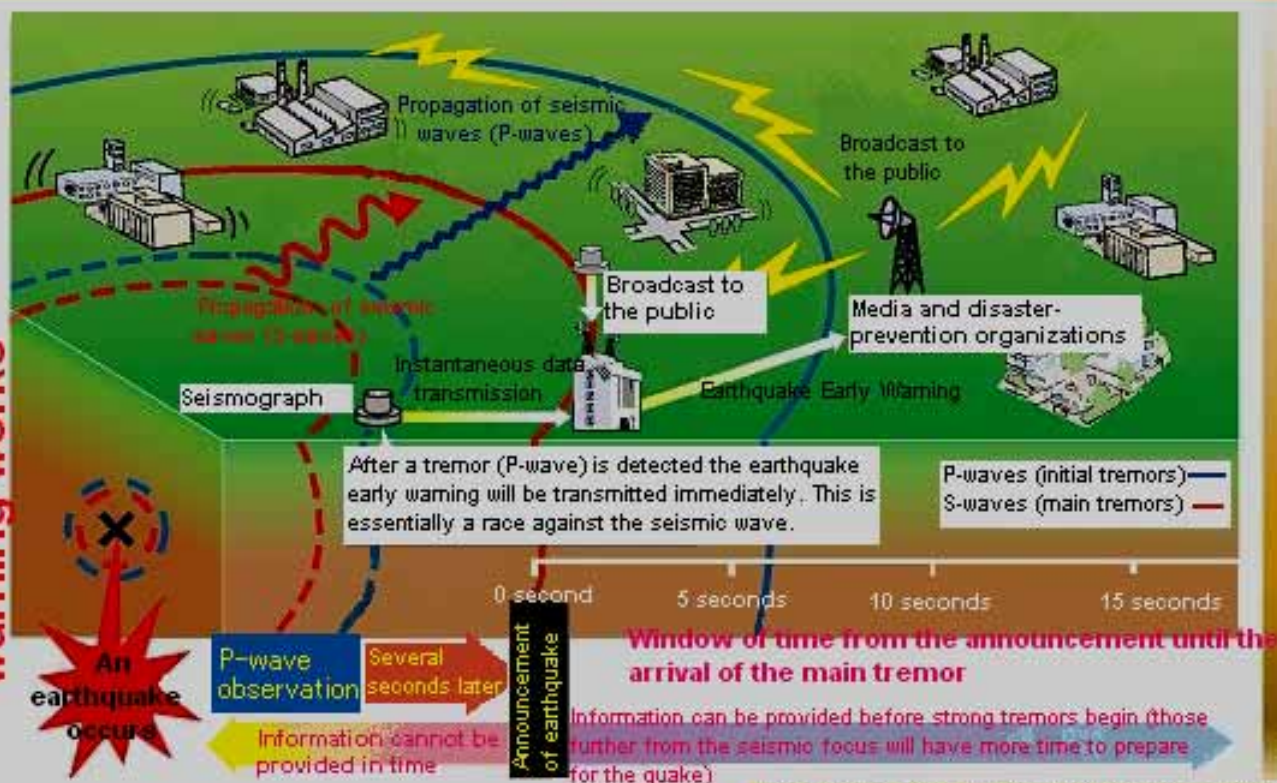 Propagation of seismic
waves (P-waves)
Broadcast to
the public
Broadcast to
the public
Propagation of seismic
waves (S-waves)
Media and disaster-
prevention organizations
Instantaneous data
transmission
Seismograph
Earthquake Early Warning
After a tremor (P-wave) is detected the earthquake
early warning will be transmitted immediately. This is
essentially a race against the seismic wave.
P-waves (initial tremors)
S-waves (main tremors)
0 second
5 seconds
10 seconds
15 seconds
An
earthquake
occurs
P-wave
observation
Several
seconds later
Announcement
of earthquake
Window of time from the announcement until the
arrival of the main tremor
Information cannot be
provided in time
Information can be provided before strong tremors begin (those
further from the seismic focus will have more time to prepare
for the quake)